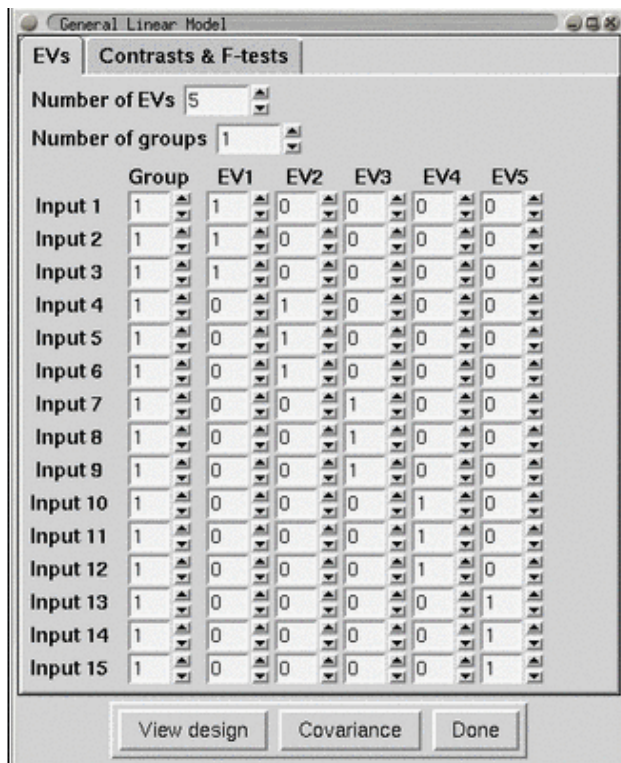 General Linear Model
EVs Contrasts & F-tests
Number of EVs 5
Number of groups 1
Group EV1 EV2 EV3 EV4 EV5
Input 1 1 1 0 0 0 0
Input 2 1 1 0 0 0 0
Input 3 1 1 0 0 0 0
Input 4 1 0 1 0 0 0
Input 5 1 0 1 0 0 0
Input 6 1 0 1 0 0 0
Input 7 1 0 0 1 0 0
Input 8 1 0 0 1 0 0
Input 9 1 0 0 1 0 0
Input 10 1 0 0 0 1 0
Input 11 1 0 0 0 1 0
Input 12 1 0 0 0 1 0
Input 13 1 0 0 0 0 1
Input 14 1 0 0 0 0 1
Input 15 1 0 0 0 0 1
View design Covariance Done